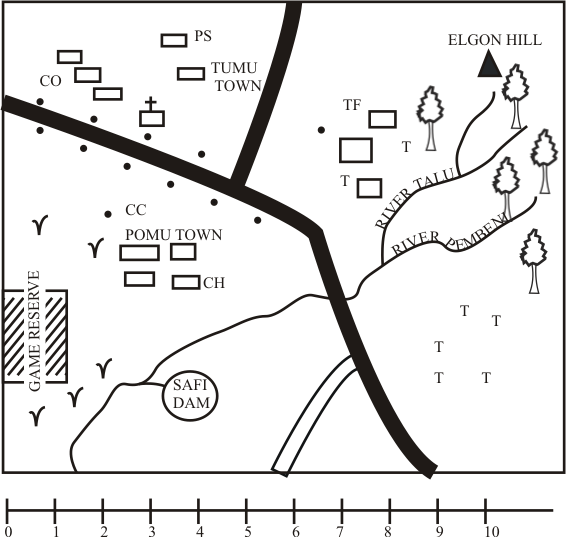 PS
ELGON HILL
CO
TUMU
TOWN
TF
T
T
RIVER TALU
CC
POMU TOWN
RIVER PEMBENI
CH
GAME RESERVE
T
T
T
T
T
SAFI
DAM
0 1 2 3 4 5 6 7 8 9 10